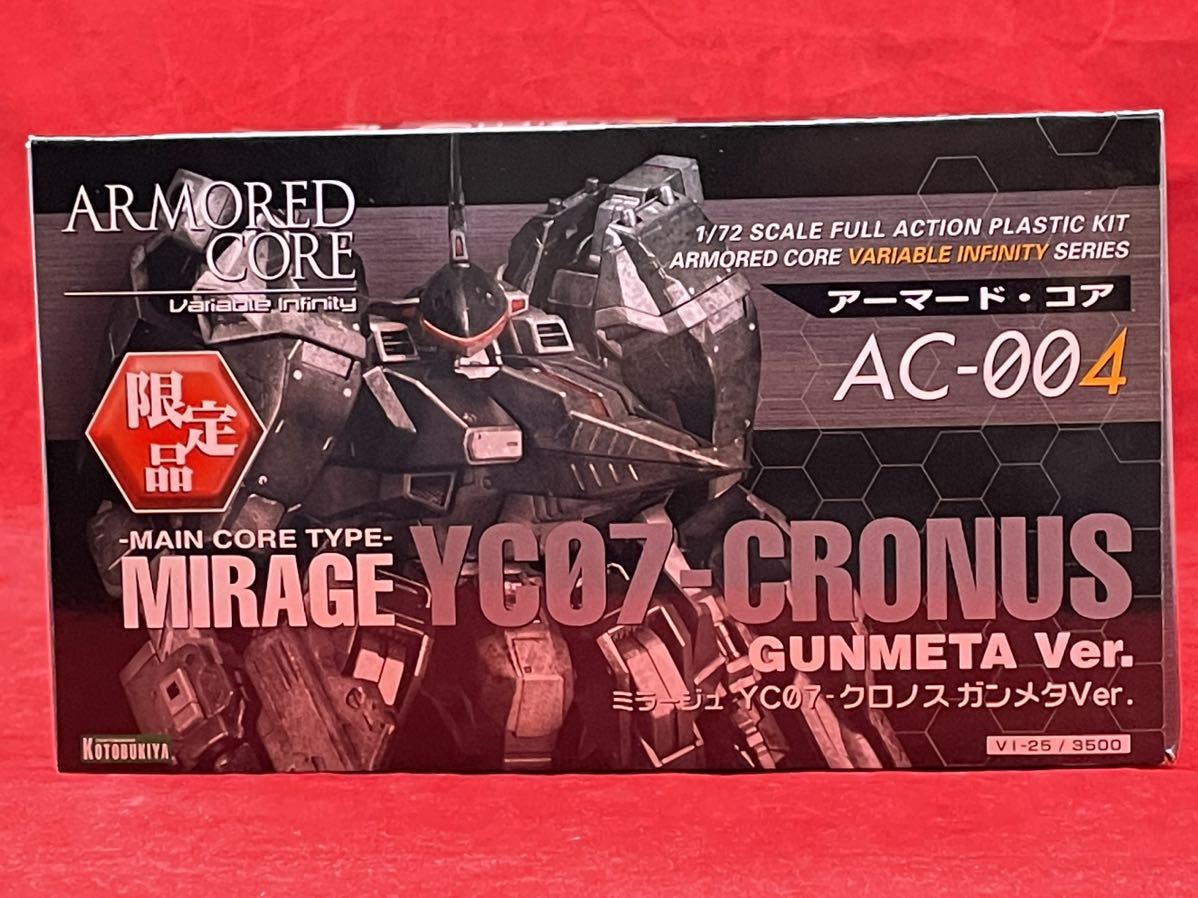 ARMORED
CORE
Variable Infinity
1/72 SCALE FULL ACTION PLASTIC KIT
ARMORED CORE VARIABLE INFINITY SERIES
アーマード・コア
AC-004
限定品
-MAIN CORE TYPE-
MIRAGE YC07-CRONUS
GUNMETA Ver.
ミラージュ YC07-クロノス ガンメタVer.
KOTOBUKIYA
VI-25 / 3500